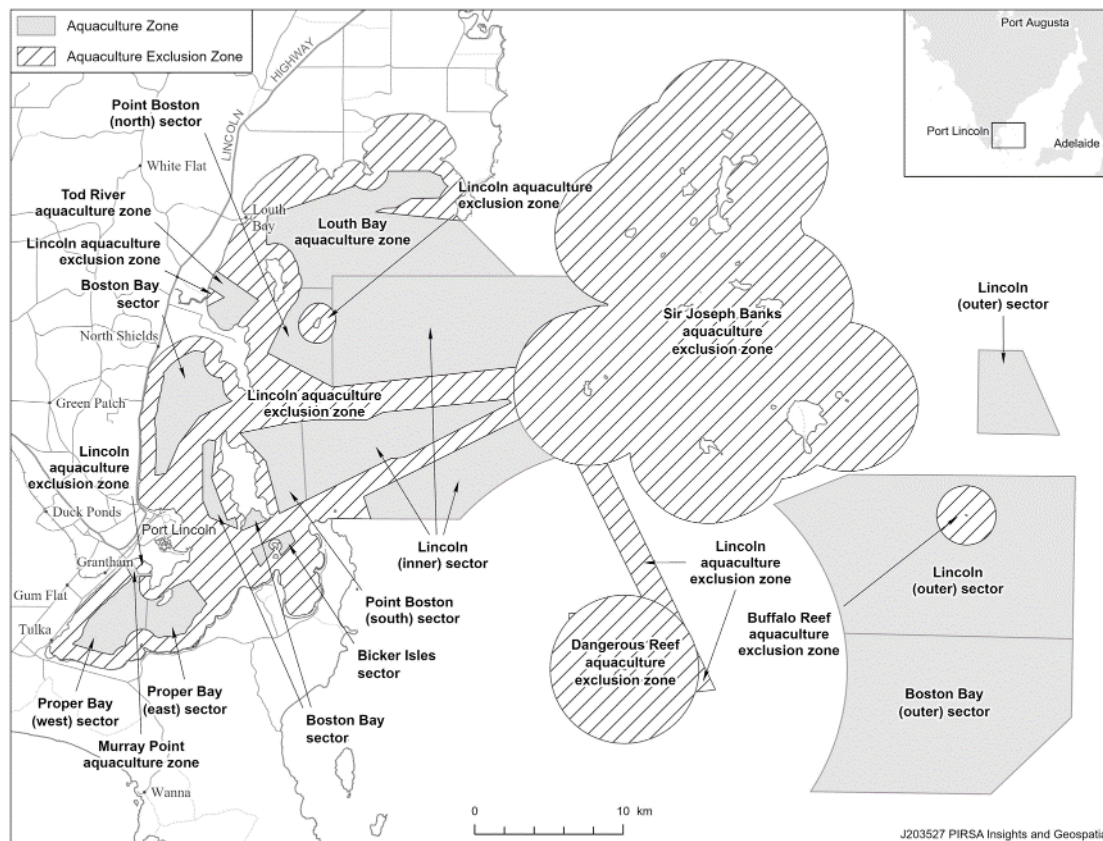 Aquaculture Zone
Aquaculture Exclusion Zone
Port Augusta
Port Lincoln
Adelaide
LINCOLN
HIGHWAY
Point Boston
(north) sector
White Flat
Tod River
aquaculture zone
Louth
Bay
Lincoln aquaculture
exclusion zone
Louth Bay
aquaculture zone
Lincoln aquaculture
exclusion zone
Boston Bay
sector
North Shields
Sir Joseph Banks
aquaculture
exclusion zone
Lincoln
(outer) sector
Green Patch
Lincoln aquaculture
exclusion zone
Lincoln
aquaculture
exclusion zone
Duck Ponds
Port Lincoln
Grantham
Gum Flat
Tulka
Lincoln
(inner) sector
Lincoln
aquaculture
exclusion zone
Lincoln
(outer) sector
Point Boston
(south) sector
Buffalo Reef
aquaculture
exclusion zone
Bicker Isles
sector
Dangerous Reef
aquaculture
exclusion zone
Proper Bay
(west) sector
Proper Bay
(east) sector
Boston Bay
sector
Boston Bay
(outer) sector
Murray Point
aquaculture zone
Wanna
0 10 km
J203527 PIRSA Insights and Geospatia